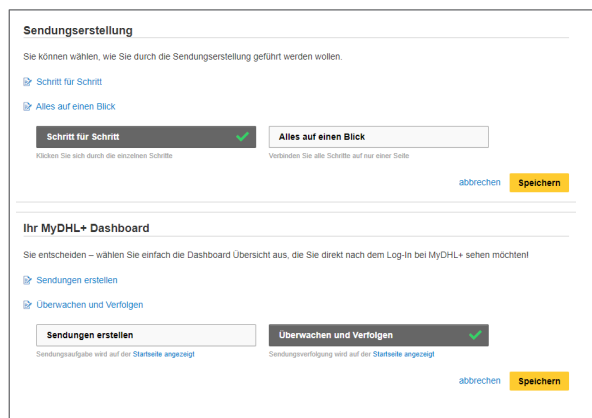 Sendungserstellung
Sie können wählen, wie Sie durch die Sendungserstellung geführt werden wollen.
Schritt für Schritt
Alles auf einen Blick
Schritt für Schritt
Alles auf einen Blick
Klicken Sie sich durch die einzelnen Schritte
Verbinden Sie alle Schritte auf nur einer Seite
abbrechen
Speichern
Ihr MyDHL+ Dashboard
Sie entscheiden – wählen Sie einfach die Dashboard Übersicht aus, die Sie direkt nach dem Log-In bei MyDHL+ sehen möchten!
Sendungen erstellen
Überwachen und Verfolgen
Sendungen erstellen
Überwachen und Verfolgen
Sendungsaufgabe wird auf der Startseite angezeigt
Sendungsverfolgung wird auf der Startseite angezeigt
abbrechen
Speichern